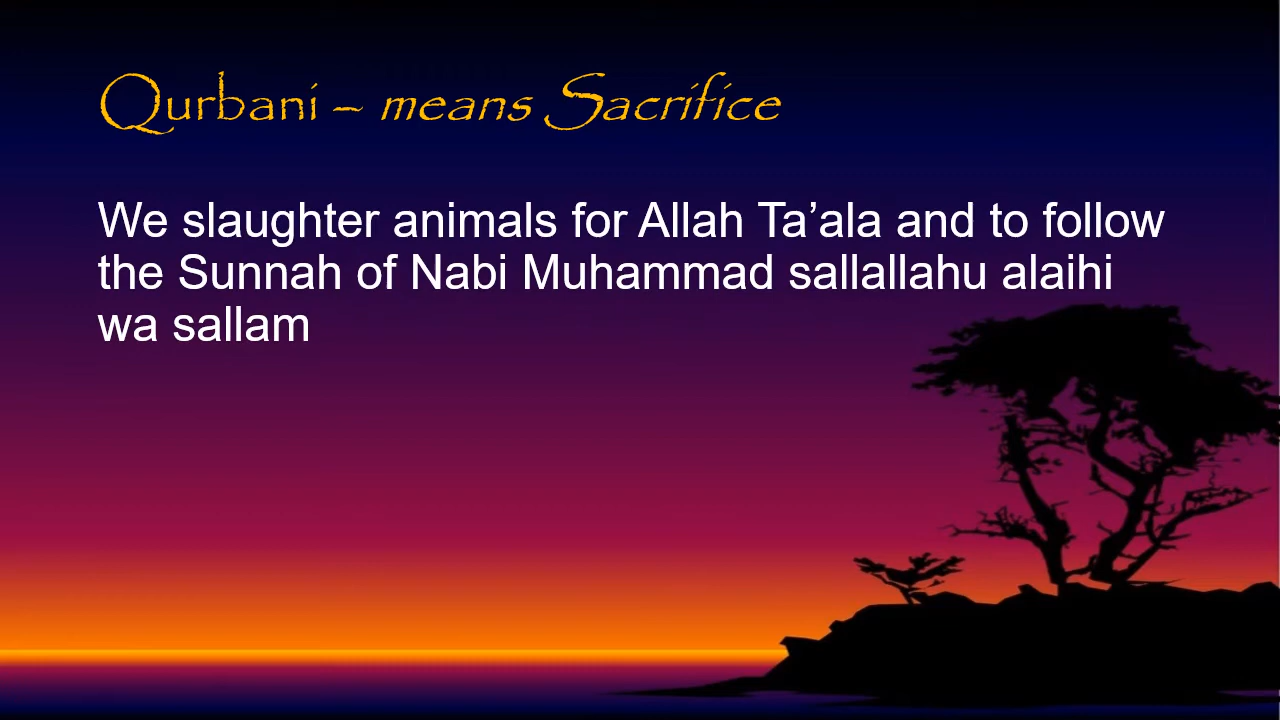 Qurbani – means Sacrifice
We slaughter animals for Allah Ta’ala and to follow
the Sunnah of Nabi Muhammad sallallahu alaihi
wa sallam